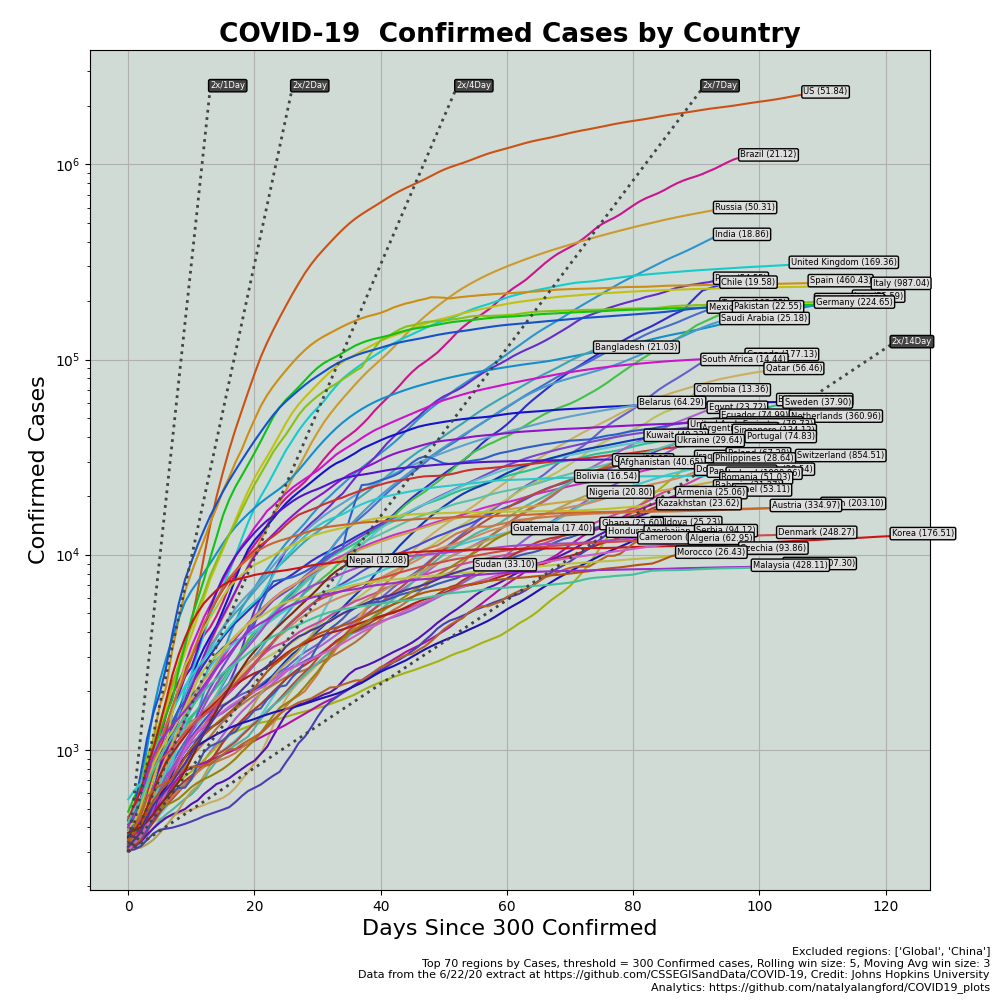 COVID-19 Confirmed Cases by Country
2x/1Day
2x/2Day
2x/4Day
2x/7Day
US (51.84)
Brazil (21.12)
Russia (50.31)
India (18.86)
United Kingdom (169.36)
Chile (19.58)
Spain (460.43)
Italy (987.04)
Pakistan (22.55)
Germany (224.65)
Saudi Arabia (25.18)
2x/14Day
Bangladesh (21.03)
South Africa (14.44)
Qatar (56.46)
Colombia (13.36)
Belarus (64.29)
Sweden (37.90)
Egypt (23.72)
Netherlands (360.96)
Kuwait
Ukraine (29.64)
Portugal (74.83)
Switzerland (854.51)
Afghanistan (40.65)
Philippines (28.64)
Bolivia (16.54)
Romania (51.03)
Nigeria (20.80)
Armenia (25.06)
Kazakhstan (23.62)
Austria (334.97)
(203.10)
Ghana (25.60)
Guatemala (17.40)
Serbia (94.12)
Cameroon
Algeria (62.95)
Denmark (248.27)
Korea (176.51)
Morocco (26.43)
(93.86)
Nepal (12.08)
Sudan (33.10)
Malaysia (428.11)
10⁶
10⁵
10⁴
10³
Confirmed Cases
0 20 40 60 80 100 120
Days Since 300 Confirmed
Excluded regions: ['Global', 'China']
Top 70 regions by Cases, threshold = 300 Confirmed cases, Rolling win size: 5, Moving Avg win size: 3
Data from the 6/22/20 extract at https://github.com/CSSEGISandData/COVID-19, Credit: Johns Hopkins University
Analytics: https://github.com/natalyalangford/COVID19_plots